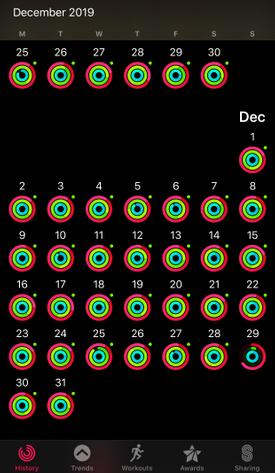 December 2019
M T W T F S S
25 26 27 28 29 30
Dec
1
2 3 4 5 6 7 8
9 10 11 12 13 14 15
16 17 18 19 20 21 22
23 24 25 26 27 28 29
30 31
History Trends Workouts Awards Sharing